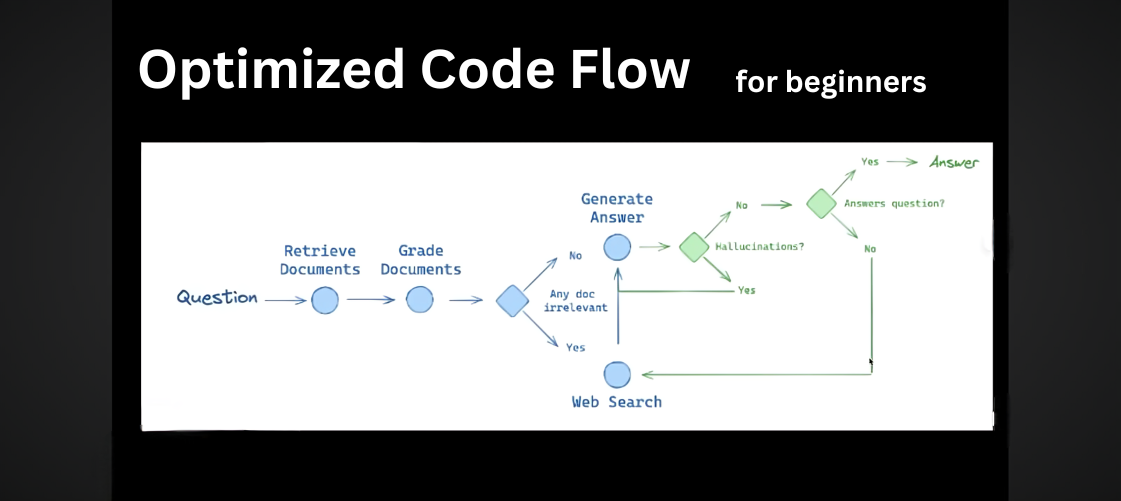 Optimized Code Flow for beginners
Yes
Answer
Generate
Answer
No
Answers question?
Retrieve
Documents
Grade
Documents
No
Hallucinations?
No
Question
Any doc
irrelevant
Yes
Yes
Web Search